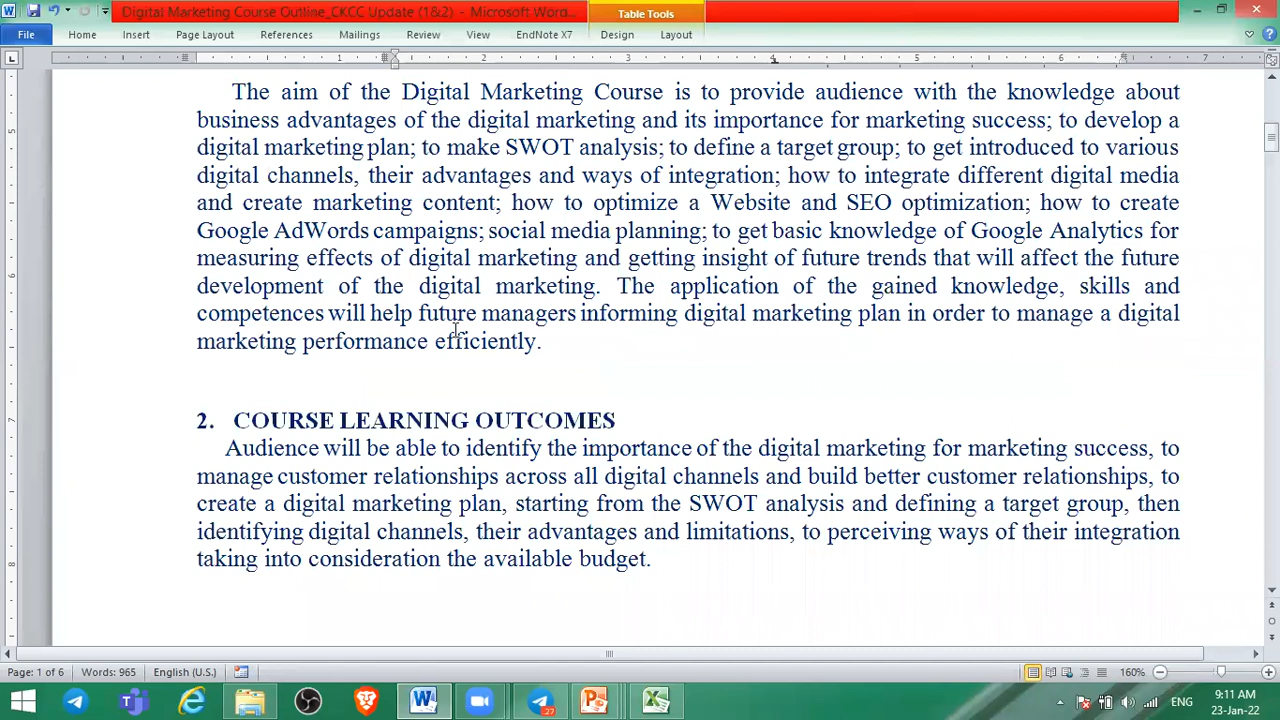 Digital Marketing Course Outline_CKCC Update (1&2) - Microsoft Word...
Table Tools
File Home Insert Page Layout References Mailings Review View EndNote X7 Design Layout
1 2 3 4 5 6 7
The aim of the Digital Marketing Course is to provide audience with the knowledge about
business advantages of the digital marketing and its importance for marketing success; to develop a
digital marketing plan; to make SWOT analysis; to define a target group; to get introduced to various
digital channels, their advantages and ways of integration; how to integrate different digital media
and create marketing content; how to optimize a Website and SEO optimization; how to create
Google AdWords campaigns; social media planning; to get basic knowledge of Google Analytics for
measuring effects of digital marketing and getting insight of future trends that will affect the future
development of the digital marketing. The application of the gained knowledge, skills and
competences will help future managers informing digital marketing plan in order to manage a digital
marketing performance efficiently.
2. COURSE LEARNING OUTCOMES
Audience will be able to identify the importance of the digital marketing for marketing success, to
manage customer relationships across all digital channels and build better customer relationships, to
create a digital marketing plan, starting from the SWOT analysis and defining a target group, then
identifying digital channels, their advantages and limitations, to perceiving ways of their integration
taking into consideration the available budget.
5
6
7
8
Page: 1 of 6 Words: 965 English (U.S.) 160%
27
ENG
9:11 AM
23-Jan-22